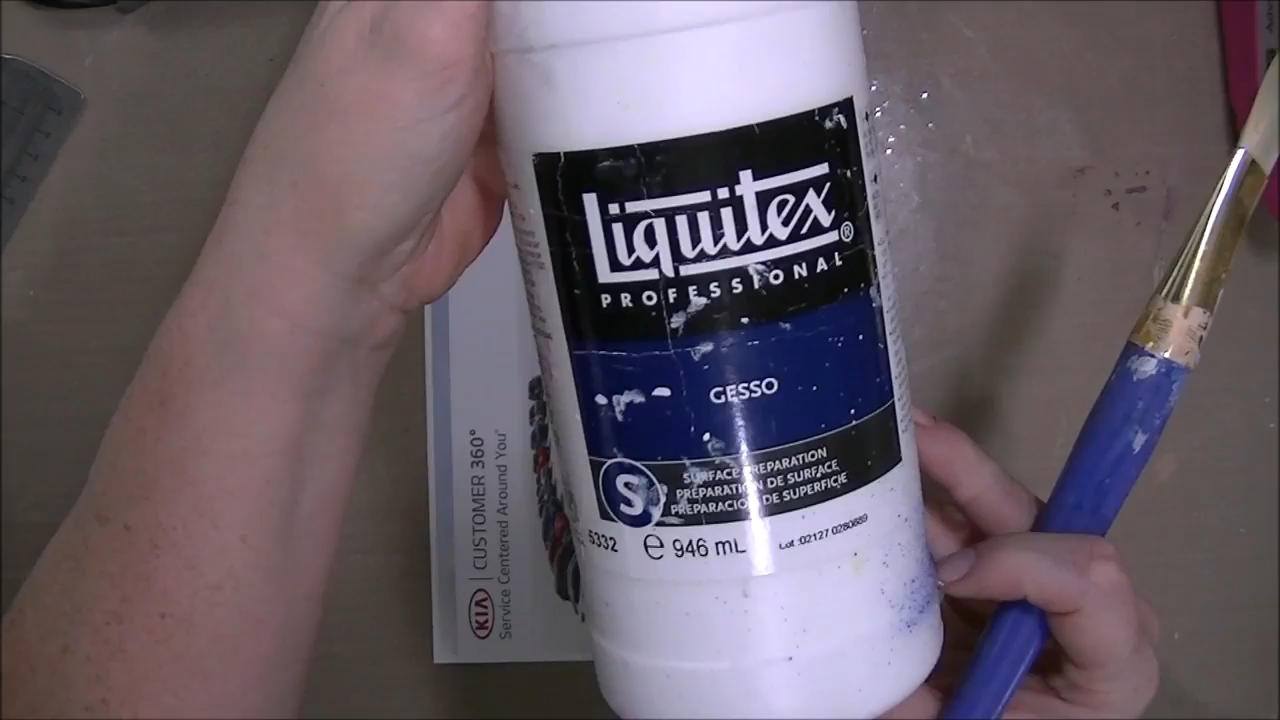 Liquitex®
PROFESSIONAL
GESSO
S
SURFACE PREPARATION
PRÉPARATION DE SURFACE
PREPARACIÓN DE SUPERFICIE
5332
e 946 mL
Lot :02127 0280689
KIA | CUSTOMER 360°
Service Centered Around You